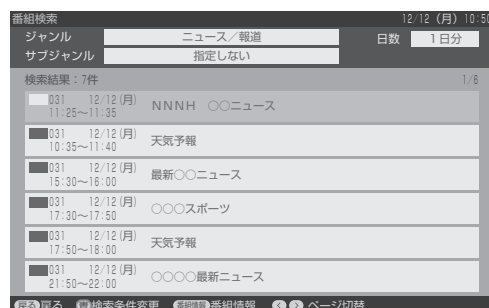 番組検索 12/12 (月) 10:50
ジャンル ニュース／報道 日数 1日分
サブジャンル 指定しない
検索結果：7件 1/6
031 12/12(月)
11:25～11:35 NNNH ○○ニュース
031 12/12(月)
10:35～11:40 天気予報
031 12/12(月)
15:30～16:00 最新○○ニュース
031 12/12(月)
17:30～17:50 ○○○スポーツ
031 12/12(月)
17:50～18:00 天気予報
031 12/12(月)
21:50～22:00 ○○○○最新ニュース
戻る 戻る 青 検索条件変更 番組情報 番組情報 ページ切替